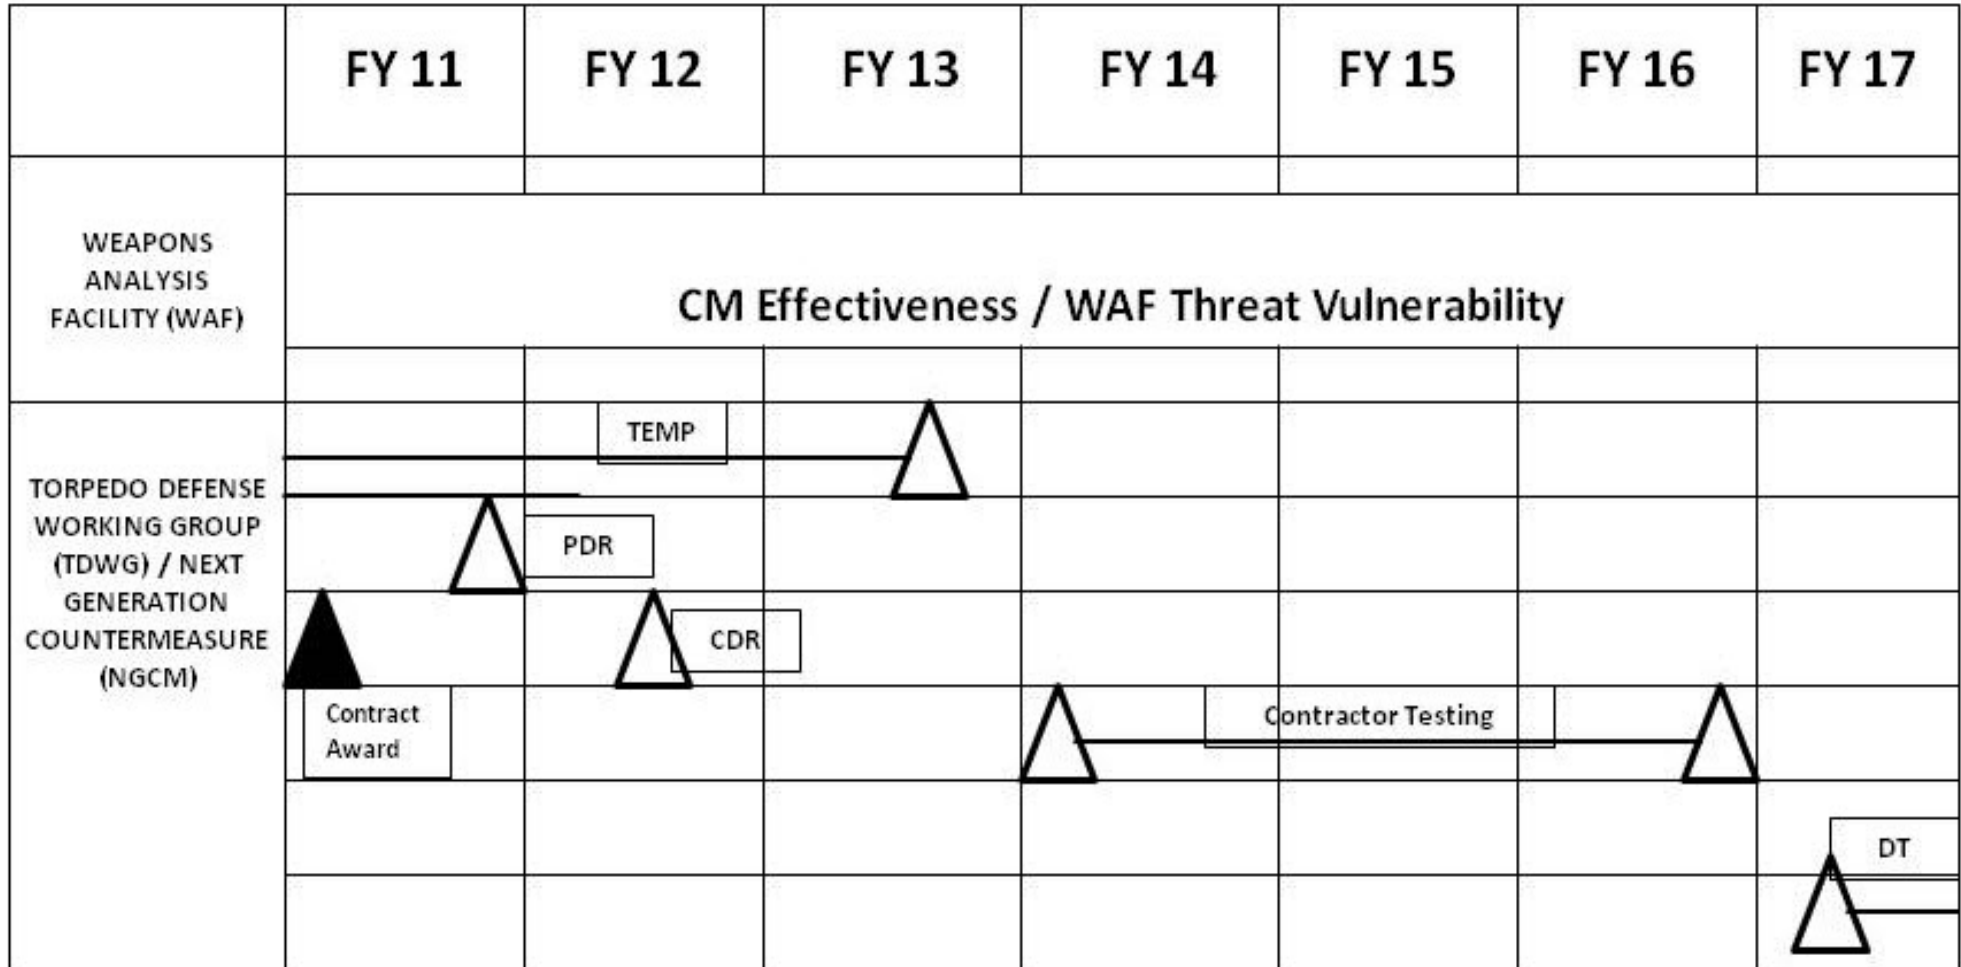 FY 11 FY 12 FY 13 FY 14 FY 15 FY 16 FY 17
WEAPONS
ANALYSIS
FACILITY (WAF)
CM Effectiveness / WAF Threat Vulnerability
TORPEDO DEFENSE
WORKING GROUP
(TDWG) / NEXT
GENERATION
COUNTERMEASURE
(NGCM)
TEMP
PDR
CDR
Contract
Award
Contractor Testing
DT